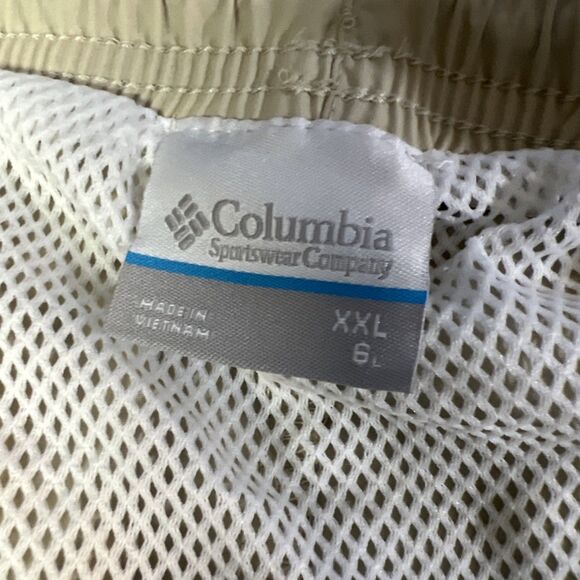 Columbia
Sportswear Company
MADE IN
VIETNAM
XXL
6L